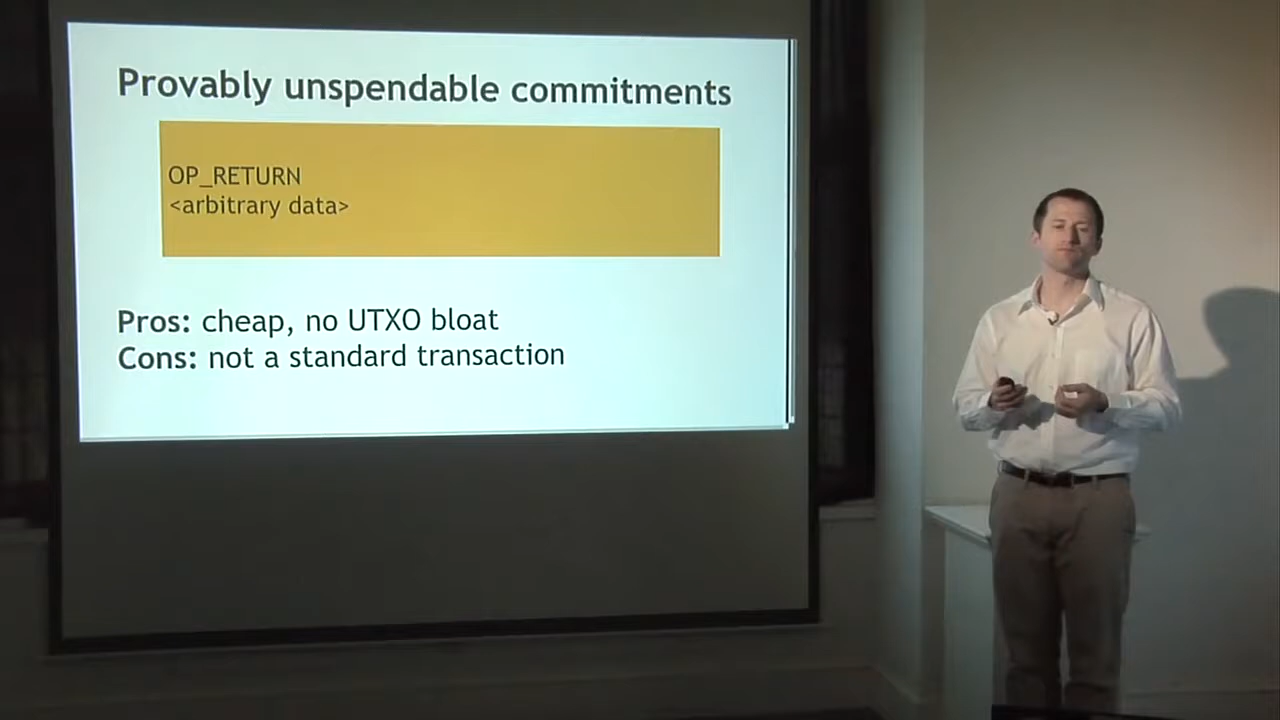 Provably unspendable commitments
OP_RETURN
<arbitrary data>
Pros: cheap, no UTXO bloat
Cons: not a standard transaction